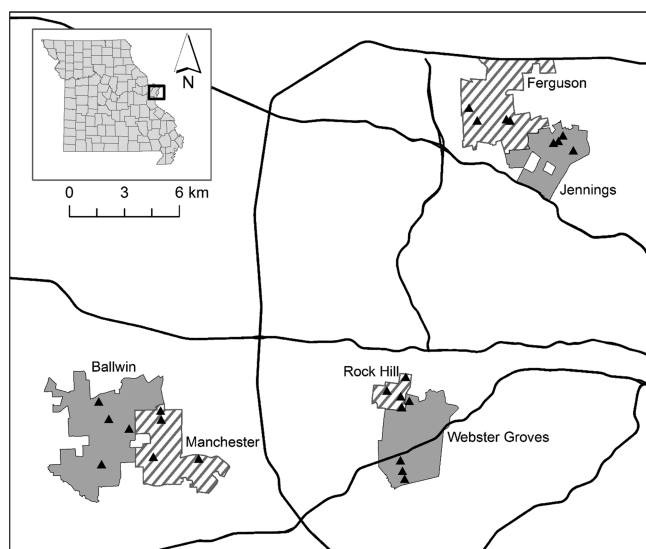 N
0 3 6 km
Ferguson
Jennings
Ballwin
Manchester
Rock Hill
Webster Groves